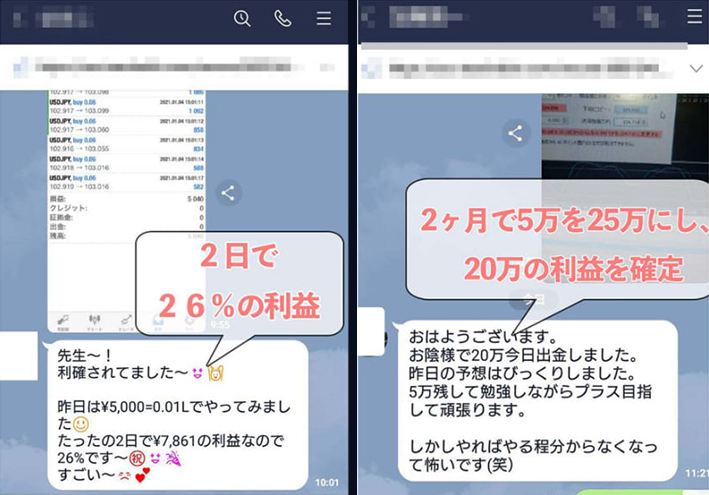 102.917 → 103.098
USDJPY, buy 0.06
2021.01.04 15:01:11
102.917 → 103.099
1 092
USDJPY, buy 0.06
2021.01.04 15:01:12
102.917 → 103.060
858
USDJPY, buy 0.06
2021.01.04 15:01:13
102.916 → 103.055
834
USDJPY, buy 0.06
2021.01.04 15:01:14
102.918 → 103.016
588
USDJPY, buy 0.06
2021.01.04 15:01:17
102.919 → 103.016
582
損益:
5 040
クレジット:
0
証拠金:
0
出金:
0
残高:
2日で
26%の利益
9:55
先生〜!
利確されてました〜
昨日は¥5,000=0.01Lでやってみまし
た
たったの2日で¥7,861の利益なので
26%です〜㊗
すごい〜
10:01
2ヶ月で5万を25万にし、
20万の利益を確定
今日
おはようございます。
お陰様で20万今日出金しました。
昨日の予想はびっくりしました。
5万残して勉強しながらプラス目指
して頑張ります。
しかしやればやる程分からなくなっ
て怖いです(笑)
11:21